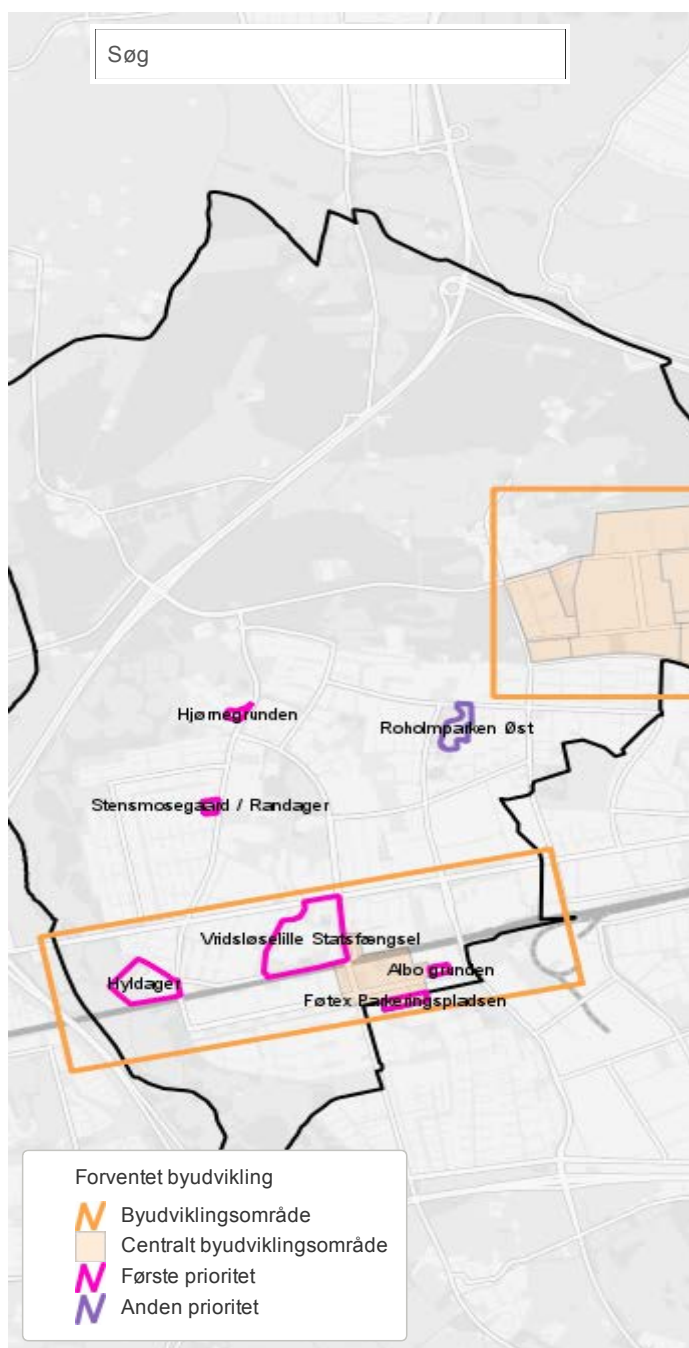 Søg
Hjørnegrunden
Roholmparken Øst
Stensmosegaard / Randager
Vridsløselille Statsfængsel
Albo grunden
Hyldager
Føtex Parkeringspladsen
Forventet byudvikling
Byudviklingsområde
Centralt byudviklingsområde
Første prioritet
Anden prioritet